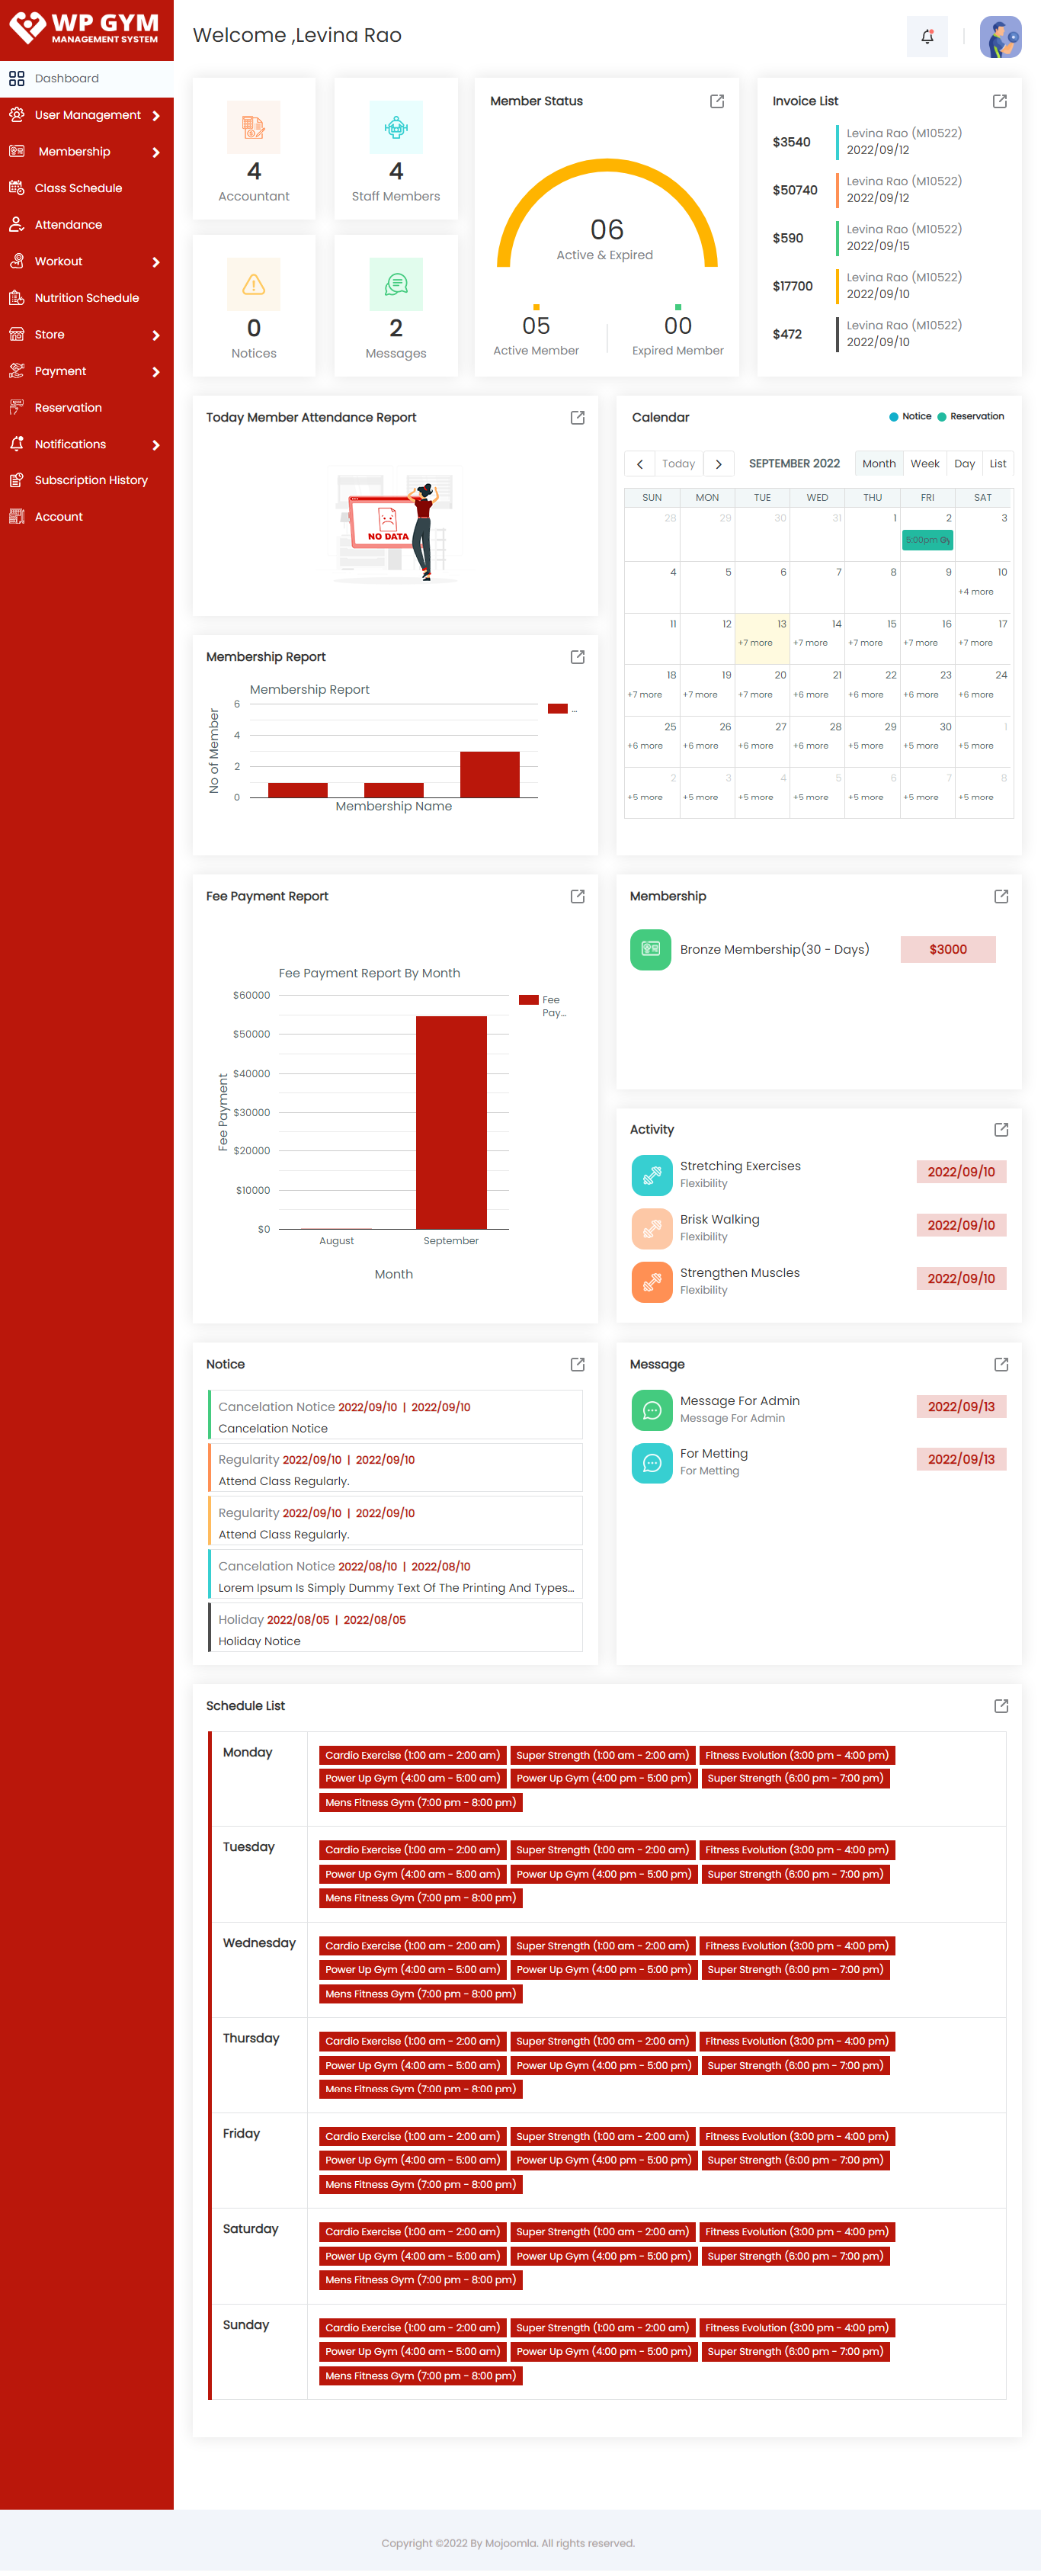 WP GYM
MANAGEMENT SYSTEM
Dashboard
User Management
Membership
Class Schedule
Attendance
Workout
Nutrition Schedule
Store
Payment
Reservation
Notifications
Subscription History
Account
Welcome ,Levina Rao
4
Accountant
4
Staff Members
0
Notices
2
Messages
Member Status
06
Active & Expired
05
Active Member
00
Expired Member
Invoice List
$3540
Levina Rao (M10522)
2022/09/12
$50740
Levina Rao (M10522)
2022/09/12
$590
Levina Rao (M10522)
2022/09/15
$17700
Levina Rao (M10522)
2022/09/10
$472
Levina Rao (M10522)
2022/09/10
Today Member Attendance Report
NO DATA
Calendar
Notice Reservation
Today SEPTEMBER 2022 Month Week Day List
SUN MON TUE WED THU FRI SAT
28 29 30 31 1 2 3
5:00pm
4 5 6 7 8 9 10
+4 more
11 12 13 14 15 16 17
+7 more +7 more +7 more +7 more +7 more
18 19 20 21 22 23 24
+7 more +7 more +7 more +6 more +6 more +6 more +6 more
25 26 27 28 29 30 1
+6 more +6 more +6 more +6 more +5 more +5 more +5 more
2 3 4 5 6 7 8
+5 more +5 more +5 more +5 more +5 more +5 more +5 more
Membership Report
Membership Report
No of Member
6
4
2
0
...
Membership Name
Fee Payment Report
Fee Payment Report By Month
Fee Payment
$60000
$50000
$40000
$30000
$20000
$10000
$0
Fee
Pay...
August September
Month
Membership
Bronze Membership(30 - Days) $3000
Activity
Stretching Exercises
Flexibility
2022/09/10
Brisk Walking
Flexibility
2022/09/10
Strengthen Muscles
Flexibility
2022/09/10
Notice
Cancelation Notice 2022/09/10 | 2022/09/10
Cancelation Notice
Regularity 2022/09/10 | 2022/09/10
Attend Class Regularly.
Regularity 2022/09/10 | 2022/09/10
Attend Class Regularly.
Cancelation Notice 2022/08/10 | 2022/08/10
Lorem Ipsum Is Simply Dummy Text Of The Printing And Types...
Holiday 2022/08/05 | 2022/08/05
Holiday Notice
Message
Message For Admin
Message For Admin
2022/09/13
For Metting
For Metting
2022/09/13
Schedule List
Monday
Cardio Exercise (1:00 am - 2:00 am) Super Strength (1:00 am - 2:00 am) Fitness Evolution (3:00 pm - 4:00 pm)
Power Up Gym (4:00 am - 5:00 am) Power Up Gym (4:00 pm - 5:00 pm) Super Strength (6:00 pm - 7:00 pm)
Mens Fitness Gym (7:00 pm - 8:00 pm)
Tuesday
Cardio Exercise (1:00 am - 2:00 am) Super Strength (1:00 am - 2:00 am) Fitness Evolution (3:00 pm - 4:00 pm)
Power Up Gym (4:00 am - 5:00 am) Power Up Gym (4:00 pm - 5:00 pm) Super Strength (6:00 pm - 7:00 pm)
Mens Fitness Gym (7:00 pm - 8:00 pm)
Wednesday
Cardio Exercise (1:00 am - 2:00 am) Super Strength (1:00 am - 2:00 am) Fitness Evolution (3:00 pm - 4:00 pm)
Power Up Gym (4:00 am - 5:00 am) Power Up Gym (4:00 pm - 5:00 pm) Super Strength (6:00 pm - 7:00 pm)
Mens Fitness Gym (7:00 pm - 8:00 pm)
Thursday
Cardio Exercise (1:00 am - 2:00 am) Super Strength (1:00 am - 2:00 am) Fitness Evolution (3:00 pm - 4:00 pm)
Power Up Gym (4:00 am - 5:00 am) Power Up Gym (4:00 pm - 5:00 pm) Super Strength (6:00 pm - 7:00 pm)
Mens Fitness Gym (7:00 pm - 8:00 pm)
Friday
Cardio Exercise (1:00 am - 2:00 am) Super Strength (1:00 am - 2:00 am) Fitness Evolution (3:00 pm - 4:00 pm)
Power Up Gym (4:00 am - 5:00 am) Power Up Gym (4:00 pm - 5:00 pm) Super Strength (6:00 pm - 7:00 pm)
Mens Fitness Gym (7:00 pm - 8:00 pm)
Saturday
Cardio Exercise (1:00 am - 2:00 am) Super Strength (1:00 am - 2:00 am) Fitness Evolution (3:00 pm - 4:00 pm)
Power Up Gym (4:00 am - 5:00 am) Power Up Gym (4:00 pm - 5:00 pm) Super Strength (6:00 pm - 7:00 pm)
Mens Fitness Gym (7:00 pm - 8:00 pm)
Sunday
Cardio Exercise (1:00 am - 2:00 am) Super Strength (1:00 am - 2:00 am) Fitness Evolution (3:00 pm - 4:00 pm)
Power Up Gym (4:00 am - 5:00 am) Power Up Gym (4:00 pm - 5:00 pm) Super Strength (6:00 pm - 7:00 pm)
Mens Fitness Gym (7:00 pm - 8:00 pm)
Copyright ©2022 By Mojoomla. All rights reserved.